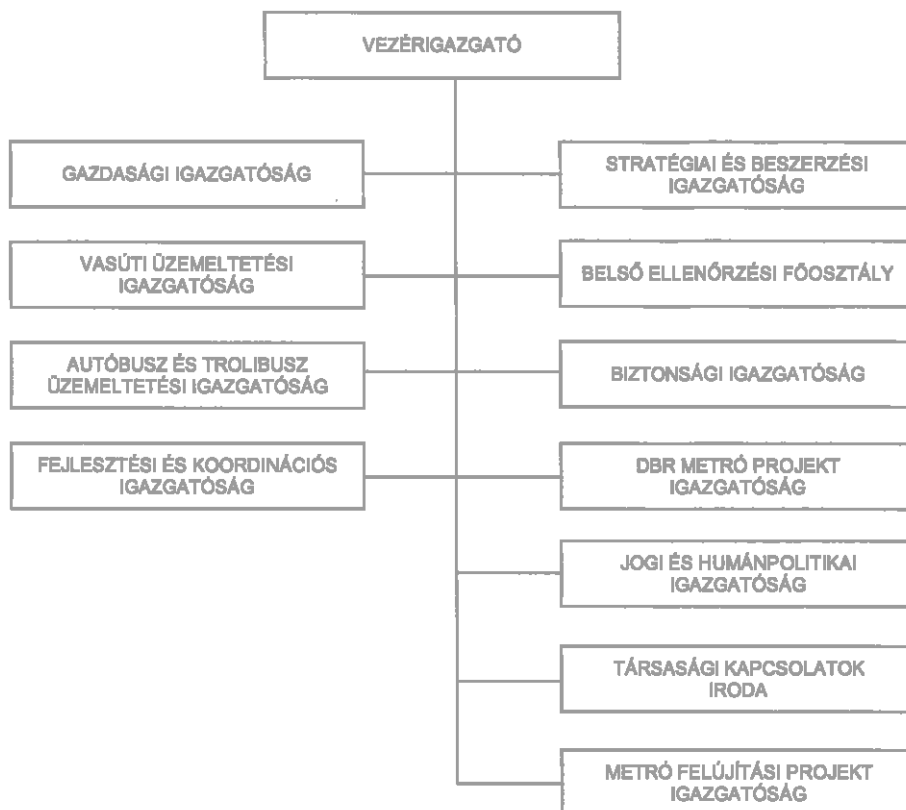 VEZÉRIGAZGATÓ
GAZDASÁGI IGAZGATÓSÁG
STRATÉGIAI ÉS BESZERZÉSI
IGAZGATÓSÁG
VASÚTI ÜZEMELTETÉSI
IGAZGATÓSÁG
BELSŐ ELLENŐRZÉSI FŐOSZTÁLY
AUTÓBUSZ ÉS TROLIBUSZ
ÜZEMELTETÉSI IGAZGATÓSÁG
BIZTONSÁGI IGAZGATÓSÁG
FEJLESZTÉSI ÉS KOORDINÁCIÓS
IGAZGATÓSÁG
DBR METRÓ PROJEKT
IGAZGATÓSÁG
JOGI ÉS HUMÁNPOLITIKAI
IGAZGATÓSÁG
TÁRSASÁGI KAPCSOLATOK
IRODA
METRÓ FELÚJÍTÁSI PROJEKT
IGAZGATÓSÁG